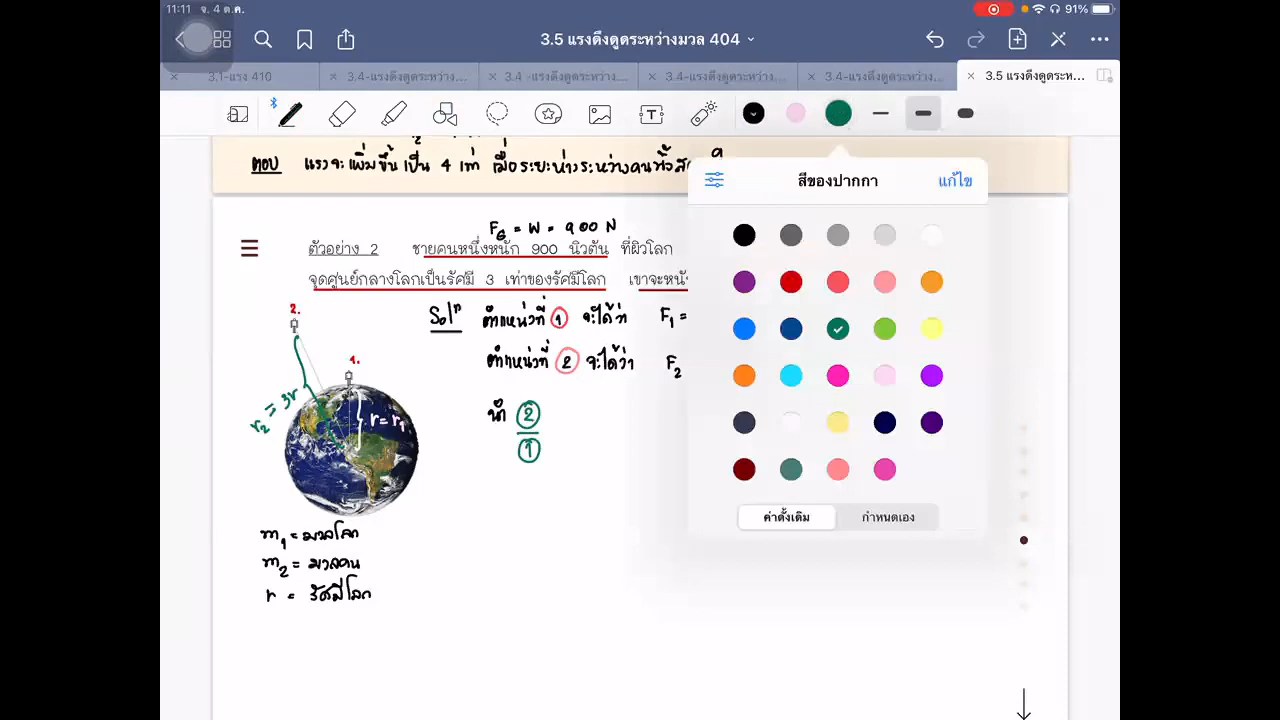 11:11 จ. 4 ต.ค. 91%
3.5 แรงดึงดูดระหว่างมวล 404
3.1-แรง 410 3.4-แรงดึงดูดระหว่าง... 3.4 -แรงดึงดูดระหว่าง... 3.4-แรงดึงดูดระหว่าง... 3.4-แรงดึงดูดระหว่าง... 3.5 แรงดึงดูดระห...
ตอบ แรงจะเพิ่มขึ้นเป็น 4 เท่า เมื่อระยะห่างระหว่างคนทั้ง
สีของปากกา แก้ไข
F_G = W = 900 N
ตัวอย่าง 2 ชายคนหนึ่งหนัก 900 นิวตัน ที่ผิวโลก
จุดศูนย์กลางโลกเป็นรัศมี 3 เท่าของรัศมีโลก เขาจะหนั
2.
1.
r₂ = 3r
r = r₁
Solⁿ ตำแหน่งที่ 1 จะได้ว่า F₁ =
ตำแหน่งที่ 2 จะได้ว่า F₂
นำ 2
1
m₁ = มวลโลก
m₂ = มวลคน
r = รัศมีโลก
ค่าดั้งเดิม กำหนดเอง